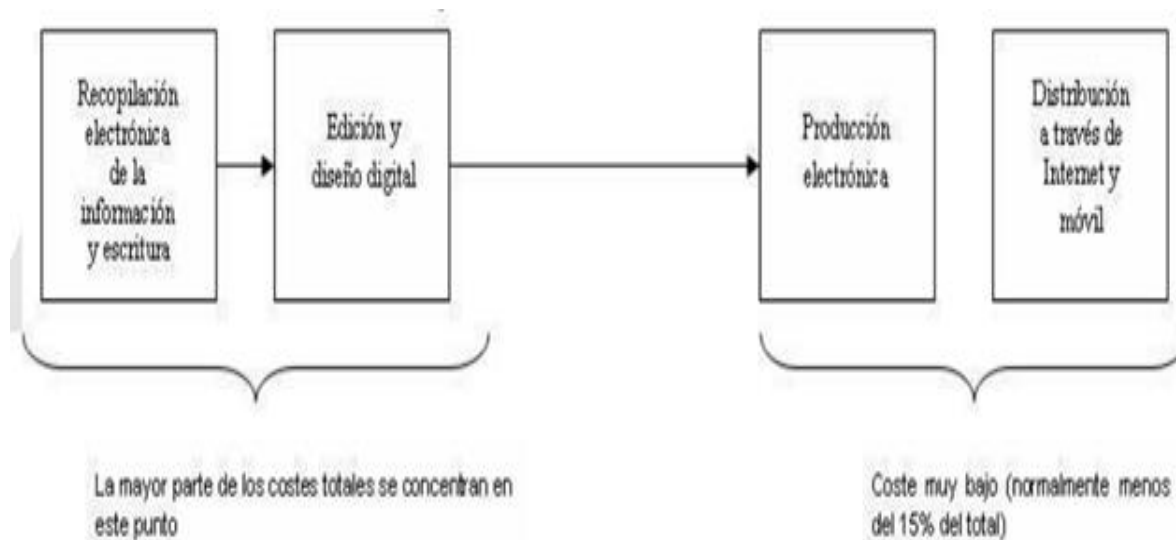 Recopilación
electrónica
de la
información
y escritura
Edición y
diseño digital
Producción
electrónica
Distribución
a través de
Internet y
móvil
La mayor parte de los costes totales se concentran en
este punto
Coste muy bajo (normalmente menos
del 15% del total)